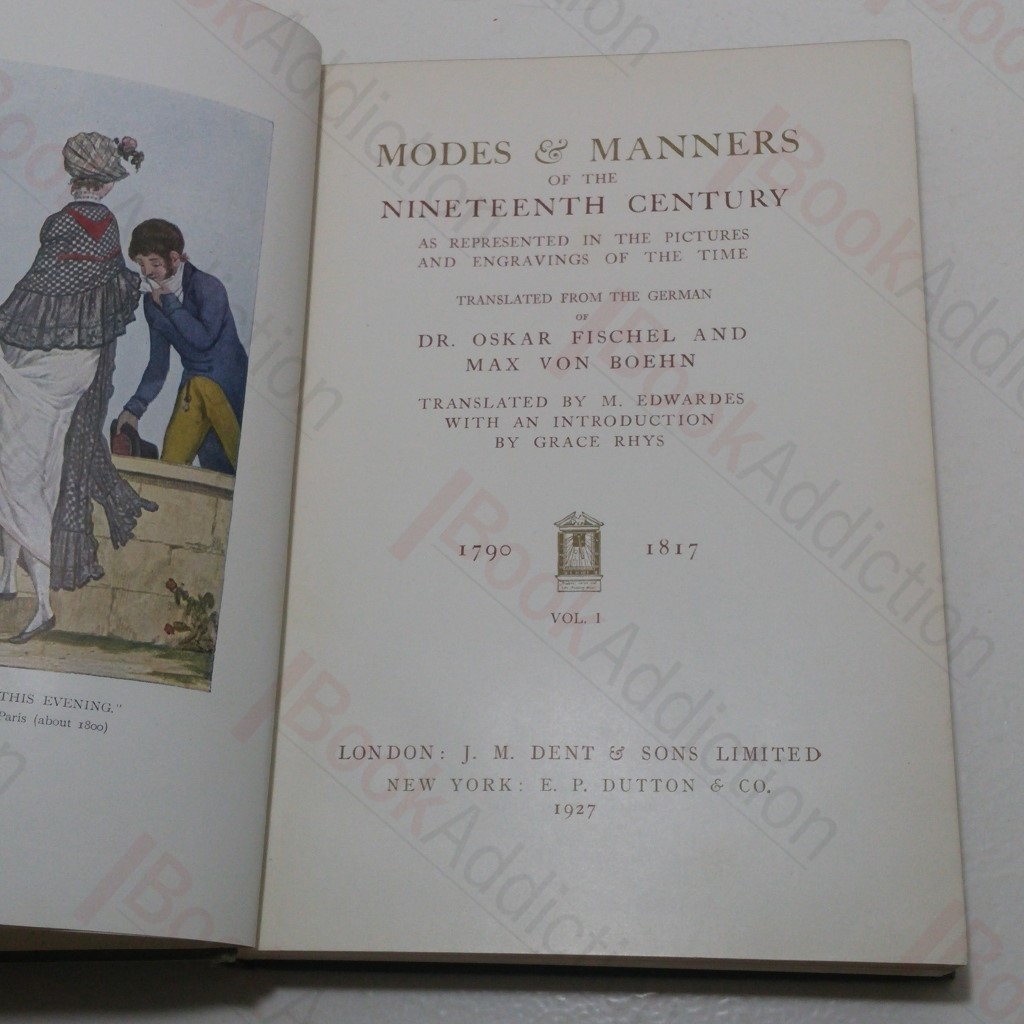 THIS EVENING."
Paris (about 1800)
MODES & MANNERS
OF THE
NINETEENTH CENTURY
AS REPRESENTED IN THE PICTURES
AND ENGRAVINGS OF THE TIME
TRANSLATED FROM THE GERMAN
OF
DR. OSKAR FISCHEL AND
MAX VON BOEHN
TRANSLATED BY M. EDWARDES
WITH AN INTRODUCTION
BY GRACE RHYS
1790 1817
VOL. I
LONDON: J. M. DENT & SONS LIMITED
NEW YORK: E. P. DUTTON & CO.
1927
BookAddiction